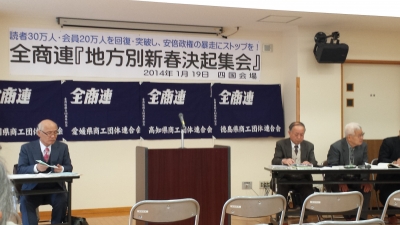 読者30万人・会員20万人を回復・突破し、安倍政権の暴走にストップを！
全商連『地方別新春決起集会』
2014年1月19日　四国会場
全商連
全商連
全商連
全商連
愛媛県商工団体連合会
高知県商工団体連合会
徳島県商工団体連合会